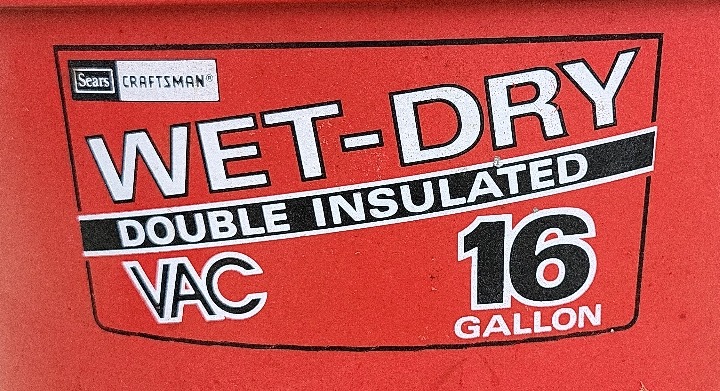 Sears CRAFTSMAN®
WET-DRY
DOUBLE INSULATED
VAC
16
GALLON